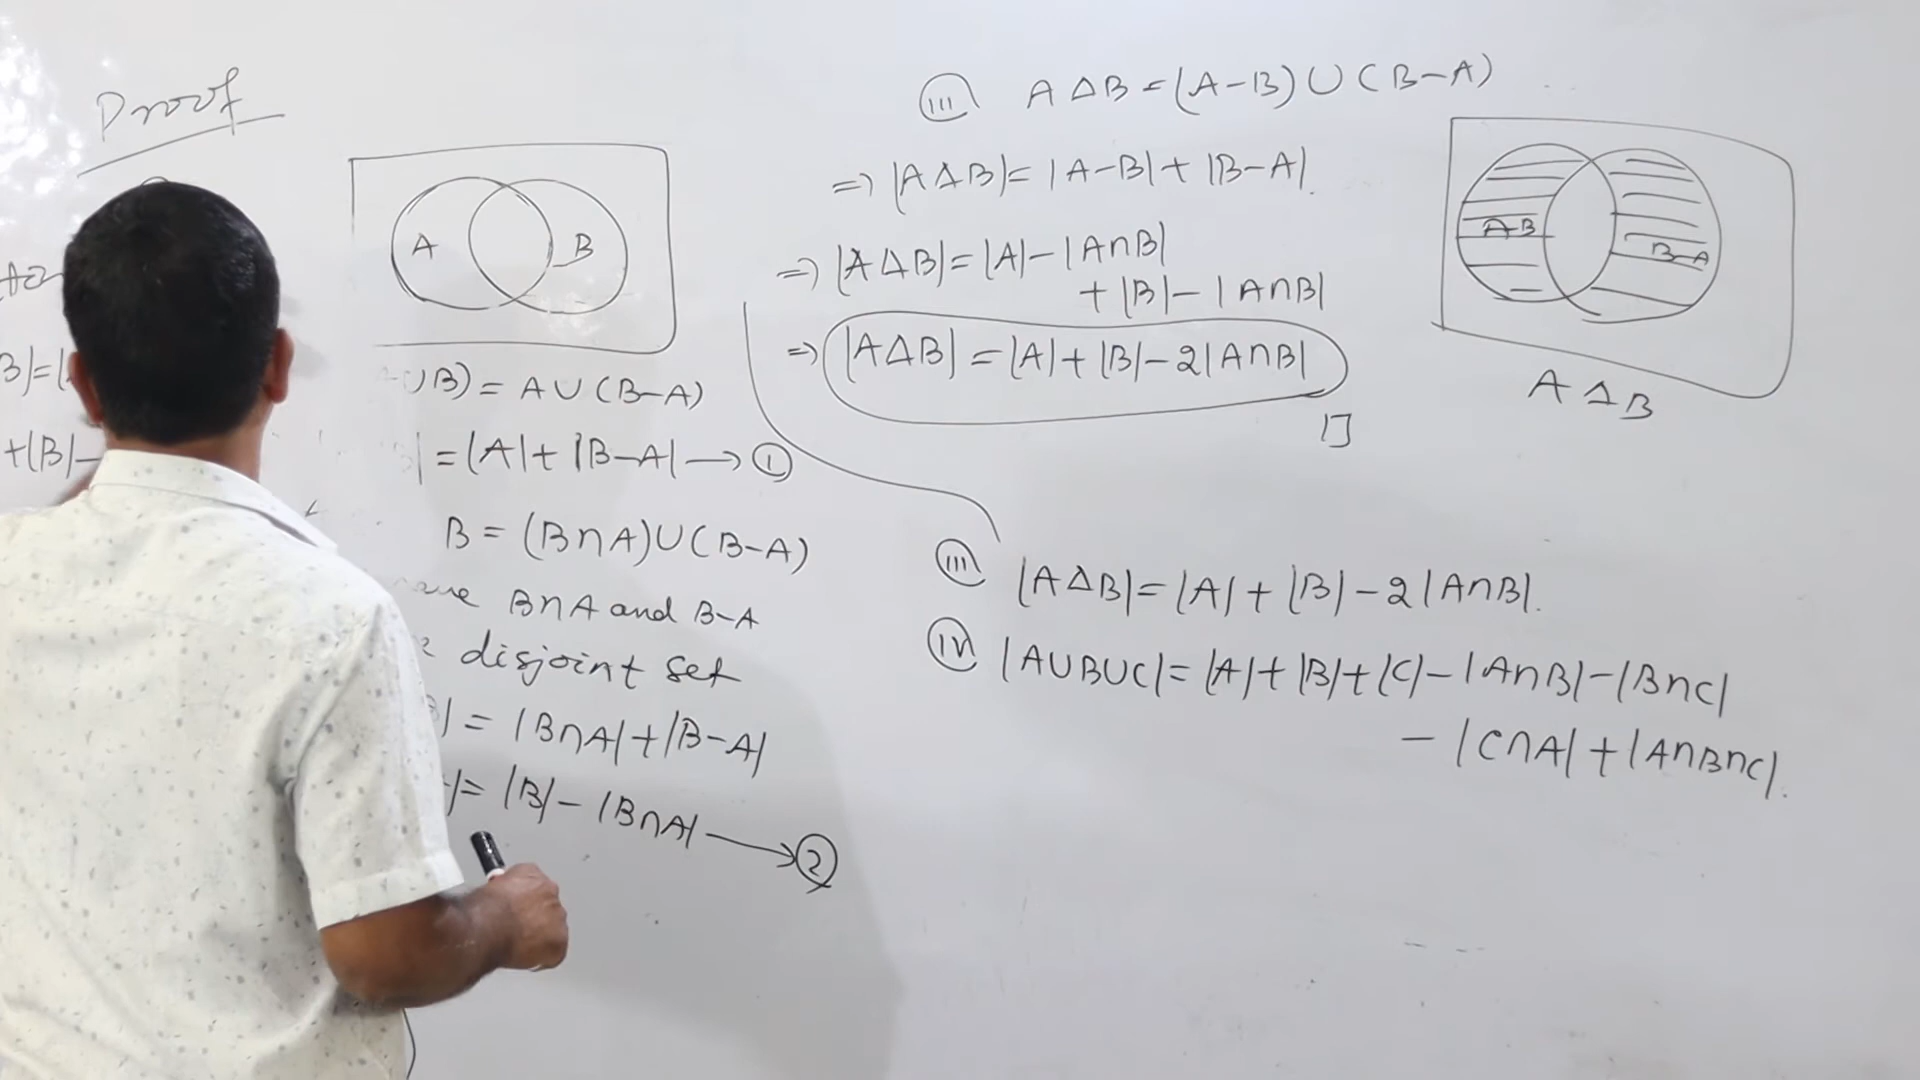 Proof
A B
B)=
+|B|-
∪B) = A∪(B-A)
| = |A|+|B-A| → ①
B = (B∩A)∪(B-A)
B∩A and B-A
disjoint set
| = |B∩A|+|B-A|
|= |B|-|B∩A| → ②
(iii) A△B=(A-B)∪(B-A)
⇒ |A△B|=|A-B|+|B-A|.
⇒ |A△B|=|A|-|A∩B|
+|B|-|A∩B|
⇒ |A△B|=|A|+|B|-2|A∩B|
A-B B-A
A△B
(iii) |A△B|=|A|+|B|-2|A∩B|.
(iv) |A∪B∪C|=|A|+|B|+|C|-|A∩B|-|B∩C|
-|C∩A|+|A∩B∩C|.